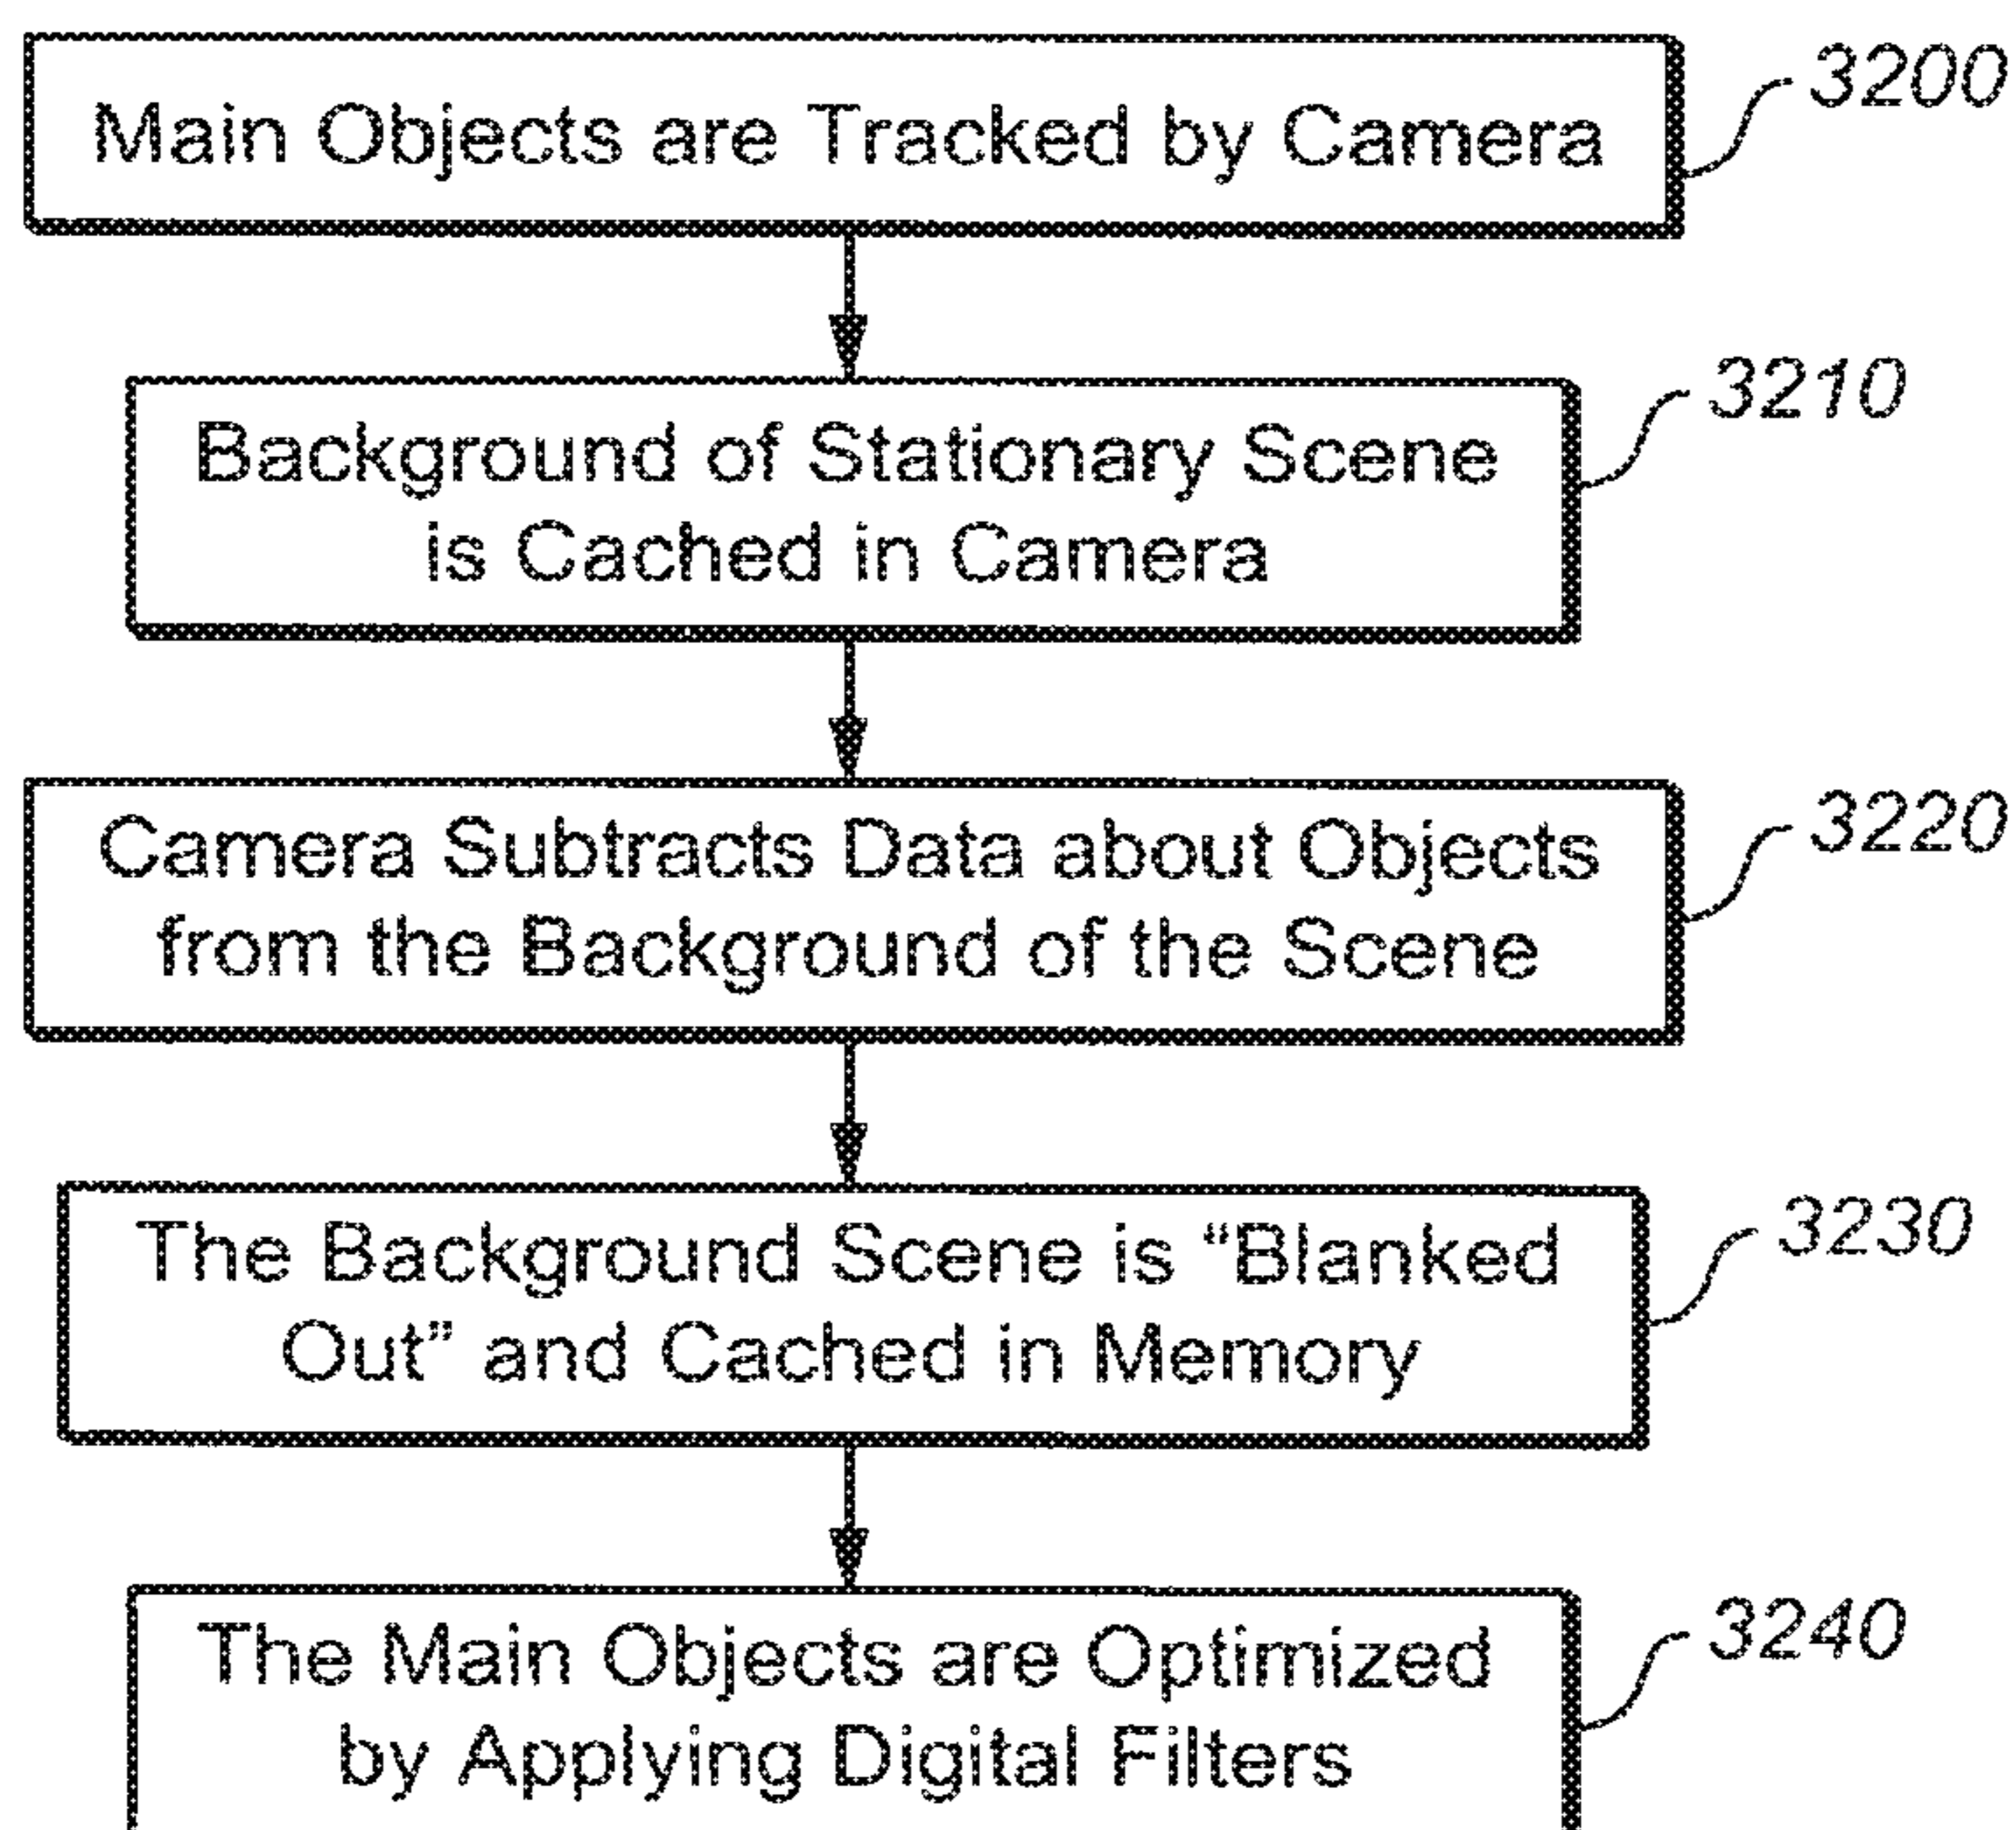 Main Objects are Tracked by Camera
3200
Background of Stationary Scene
is Cached in Camera
3210
Camera Subtracts Data about Objects
from the Background of the Scene
3220
The Background Scene is “Blanked
Out” and Cached in Memory
3230
The Main Objects are Optimized
by Applying Digital Filters
3240